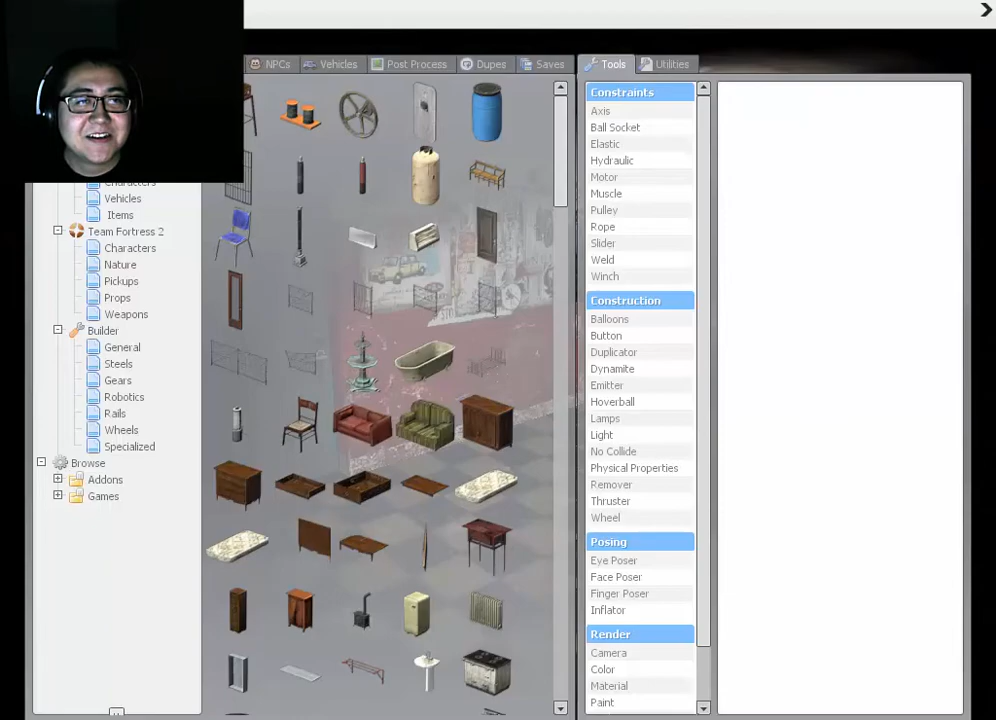 NPCs
Vehicles
Post Process
Dupes
Saves
Tools
Utilities
Characters
Vehicles
Items
Team Fortress 2
Characters
Nature
Pickups
Props
Weapons
Builder
General
Steels
Gears
Robotics
Rails
Wheels
Specialized
Browse
Addons
Games
Constraints
Axis
Ball Socket
Elastic
Hydraulic
Motor
Muscle
Pulley
Rope
Slider
Weld
Winch
Construction
Balloons
Button
Duplicator
Dynamite
Emitter
Hoverball
Lamps
Light
No Collide
Physical Properties
Remover
Thruster
Wheel
Posing
Eye Poser
Face Poser
Finger Poser
Inflator
Render
Camera
Color
Material
Paint